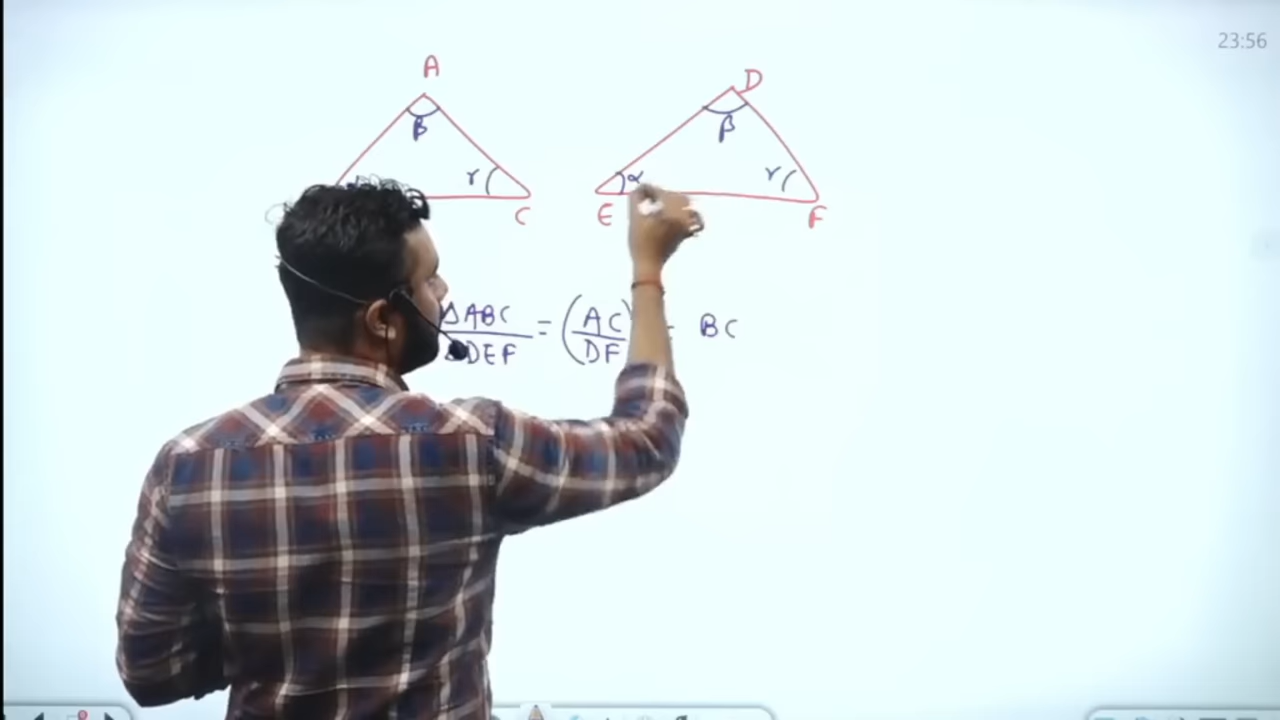 23:56
A
D
β
β
r
α
r
C
E
F
ΔABC = (AC = BC
DEF DF